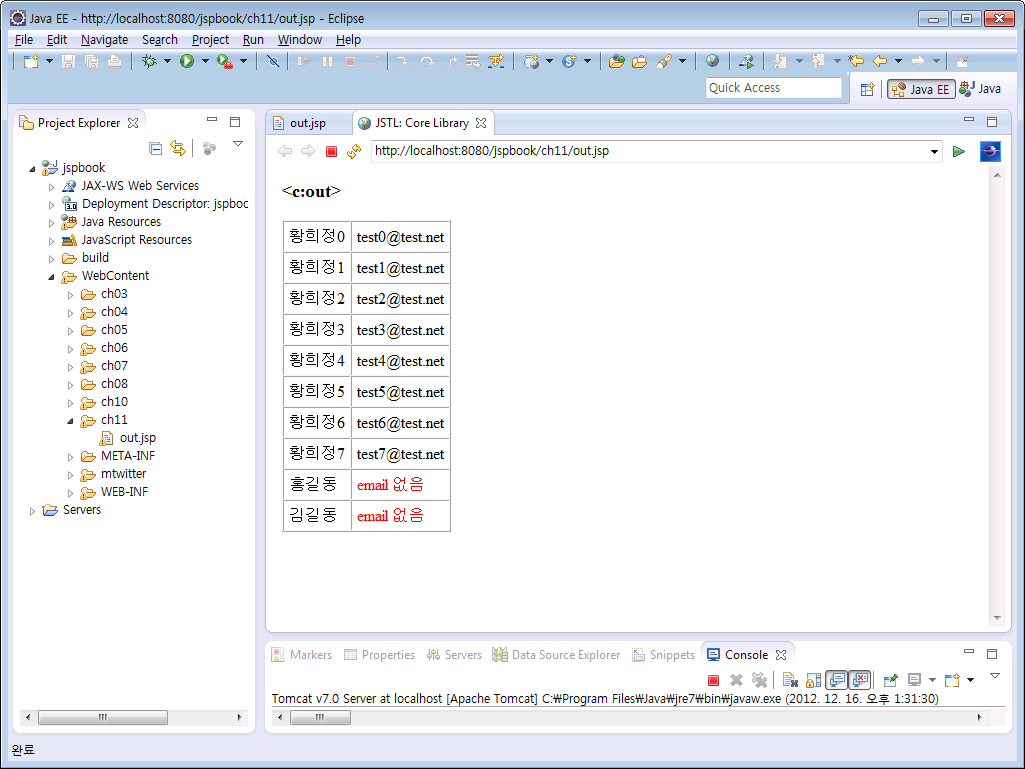 Java EE - http://localhost:8080/jspbook/ch11/out.jsp - Eclipse
File Edit Navigate Search Project Run Window Help
Quick Access
Java EE
Java
Project Explorer
jspbook
JAX-WS Web Services
Deployment Descriptor: jspboc
Java Resources
JavaScript Resources
build
WebContent
ch03
ch04
ch05
ch06
ch07
ch08
ch10
ch11
out.jsp
META-INF
mtwitter
WEB-INF
Servers
out.jsp
JSTL: Core Library
http://localhost:8080/jspbook/ch11/out.jsp
<c:out>
황희정0 test0@test.net
황희정1 test1@test.net
황희정2 test2@test.net
황희정3 test3@test.net
황희정4 test4@test.net
황희정5 test5@test.net
황희정6 test6@test.net
황희정7 test7@test.net
홍길동 email 없음
김길동 email 없음
Markers Properties Servers Data Source Explorer Snippets Console
Tomcat v7.0 Server at localhost [Apache Tomcat] C:₩Program Files₩Java₩jre7₩bin₩javaw.exe (2012. 12. 16. 오후 1:31:30)
완료